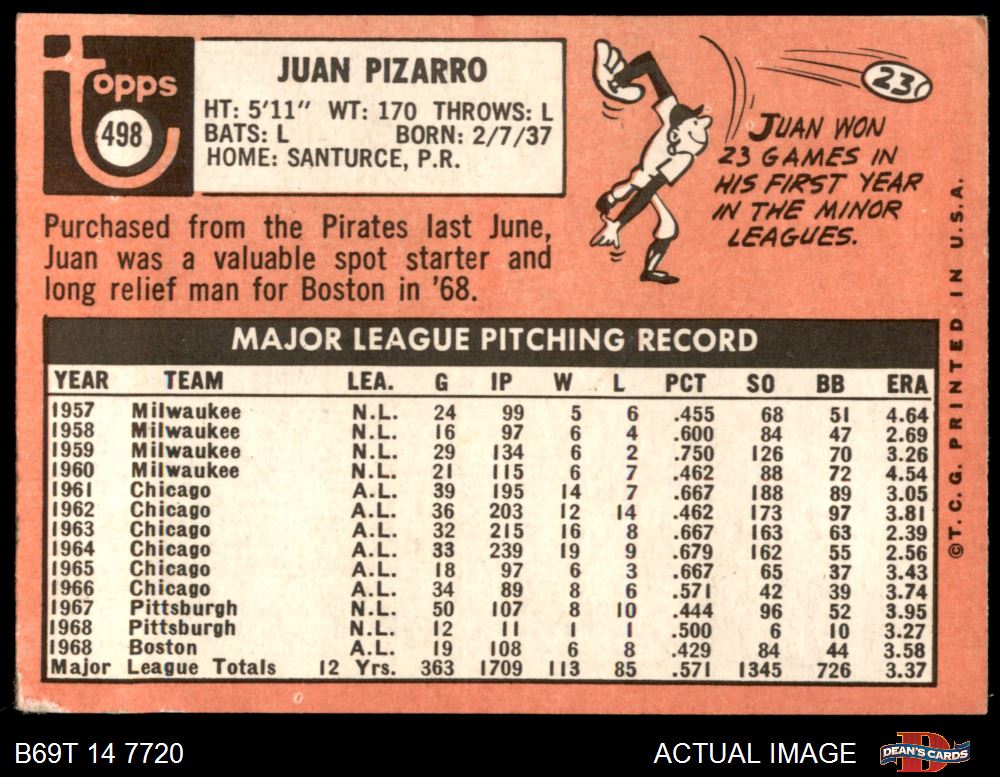 Topps
498
JUAN PIZARRO
HT: 5'11" WT: 170 THROWS: L
BATS: L BORN: 2/7/37
HOME: SANTURCE, P.R.
23
JUAN WON
23 GAMES IN
HIS FIRST YEAR
IN THE MINOR
LEAGUES.
Purchased from the Pirates last June,
Juan was a valuable spot starter and
long relief man for Boston in '68.
MAJOR LEAGUE PITCHING RECORD
YEAR TEAM LEA. G IP W L PCT SO BB ERA
1957 Milwaukee N.L. 24 99 5 6 .455 68 51 4.64
1958 Milwaukee N.L. 16 97 6 4 .600 84 47 2.69
1959 Milwaukee N.L. 29 134 6 2 .750 126 70 3.26
1960 Milwaukee N.L. 21 115 6 7 .462 88 72 4.54
1961 Chicago A.L. 39 195 14 7 .667 188 89 3.05
1962 Chicago A.L. 36 203 12 14 .462 173 97 3.81
1963 Chicago A.L. 32 215 16 8 .667 163 63 2.39
1964 Chicago A.L. 33 239 19 9 .679 162 55 2.56
1965 Chicago A.L. 18 97 6 3 .667 65 37 3.43
1966 Chicago A.L. 34 89 8 6 .571 42 39 3.74
1967 Pittsburgh N.L. 50 107 8 10 .444 96 52 3.95
1968 Pittsburgh N.L. 12 11 1 1 .500 6 10 3.27
1968 Boston A.L. 19 108 6 8 .429 84 44 3.58
Major League Totals 12 Yrs. 363 1709 113 85 .571 1345 726 3.37
©T.C.G. PRINTED IN U.S.A.
B69T 14 7720
ACTUAL IMAGE
D
DEAN'S CARDS